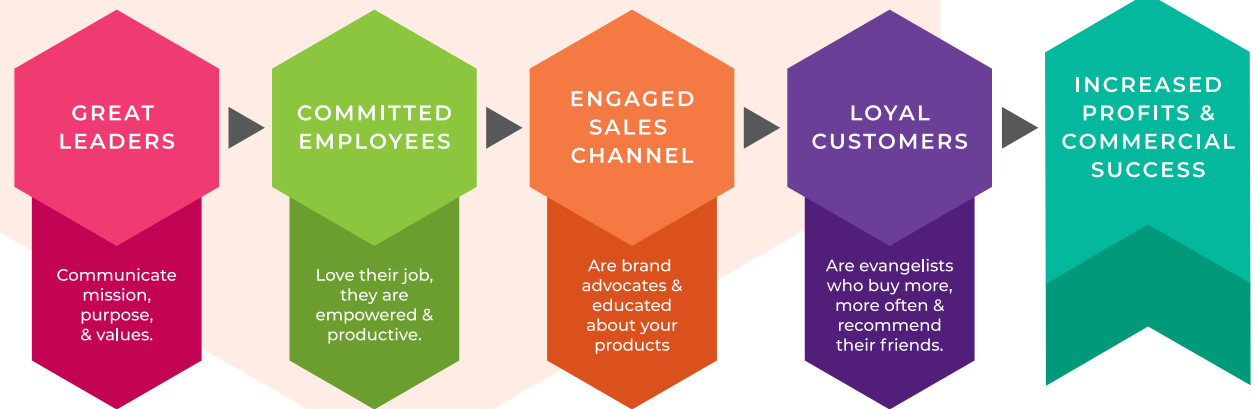 GREAT
LEADERS
Communicate
mission,
purpose,
& values.
COMMITTED
EMPLOYEES
Love their job,
they are
empowered &
productive.
ENGAGED
SALES
CHANNEL
Are brand
advocates &
educated
about your
products
LOYAL
CUSTOMERS
Are evangelists
who buy more,
more often &
recommend
their friends.
INCREASED
PROFITS &
COMMERCIAL
SUCCESS